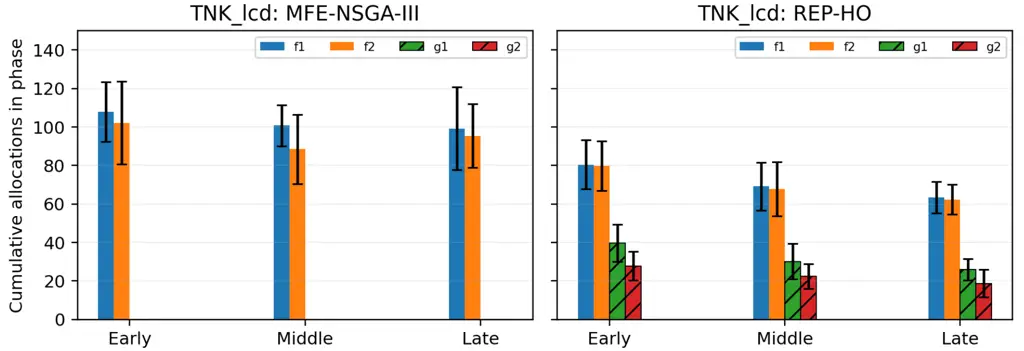 TNK_lcd: MFE-NSGA-III
TNK_lcd: REP-HO
Cumulative allocations in phase
140
120
100
80
60
40
20
0
f1 f2 g1 g2
f1 f2 g1 g2
Early Middle Late
Early Middle Late